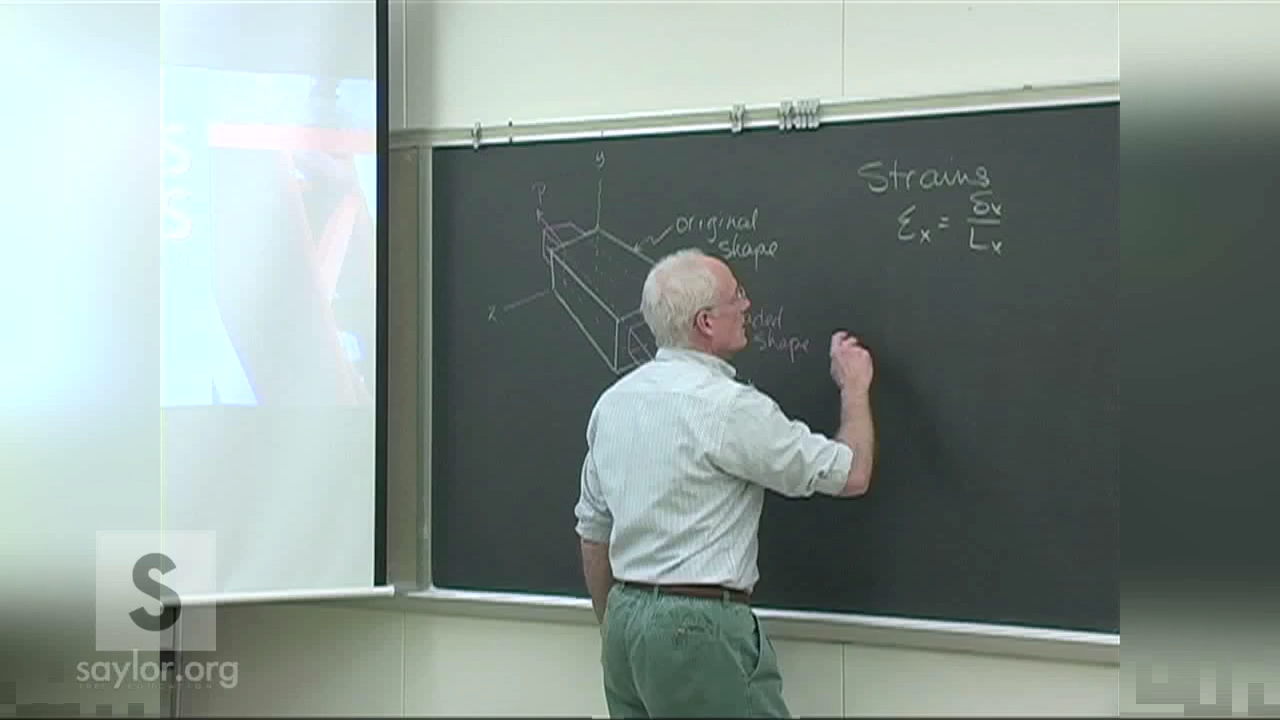 S
S
y
P
original
shape
z
shape
Strains
εx = δx
Lx
S
saylor.org